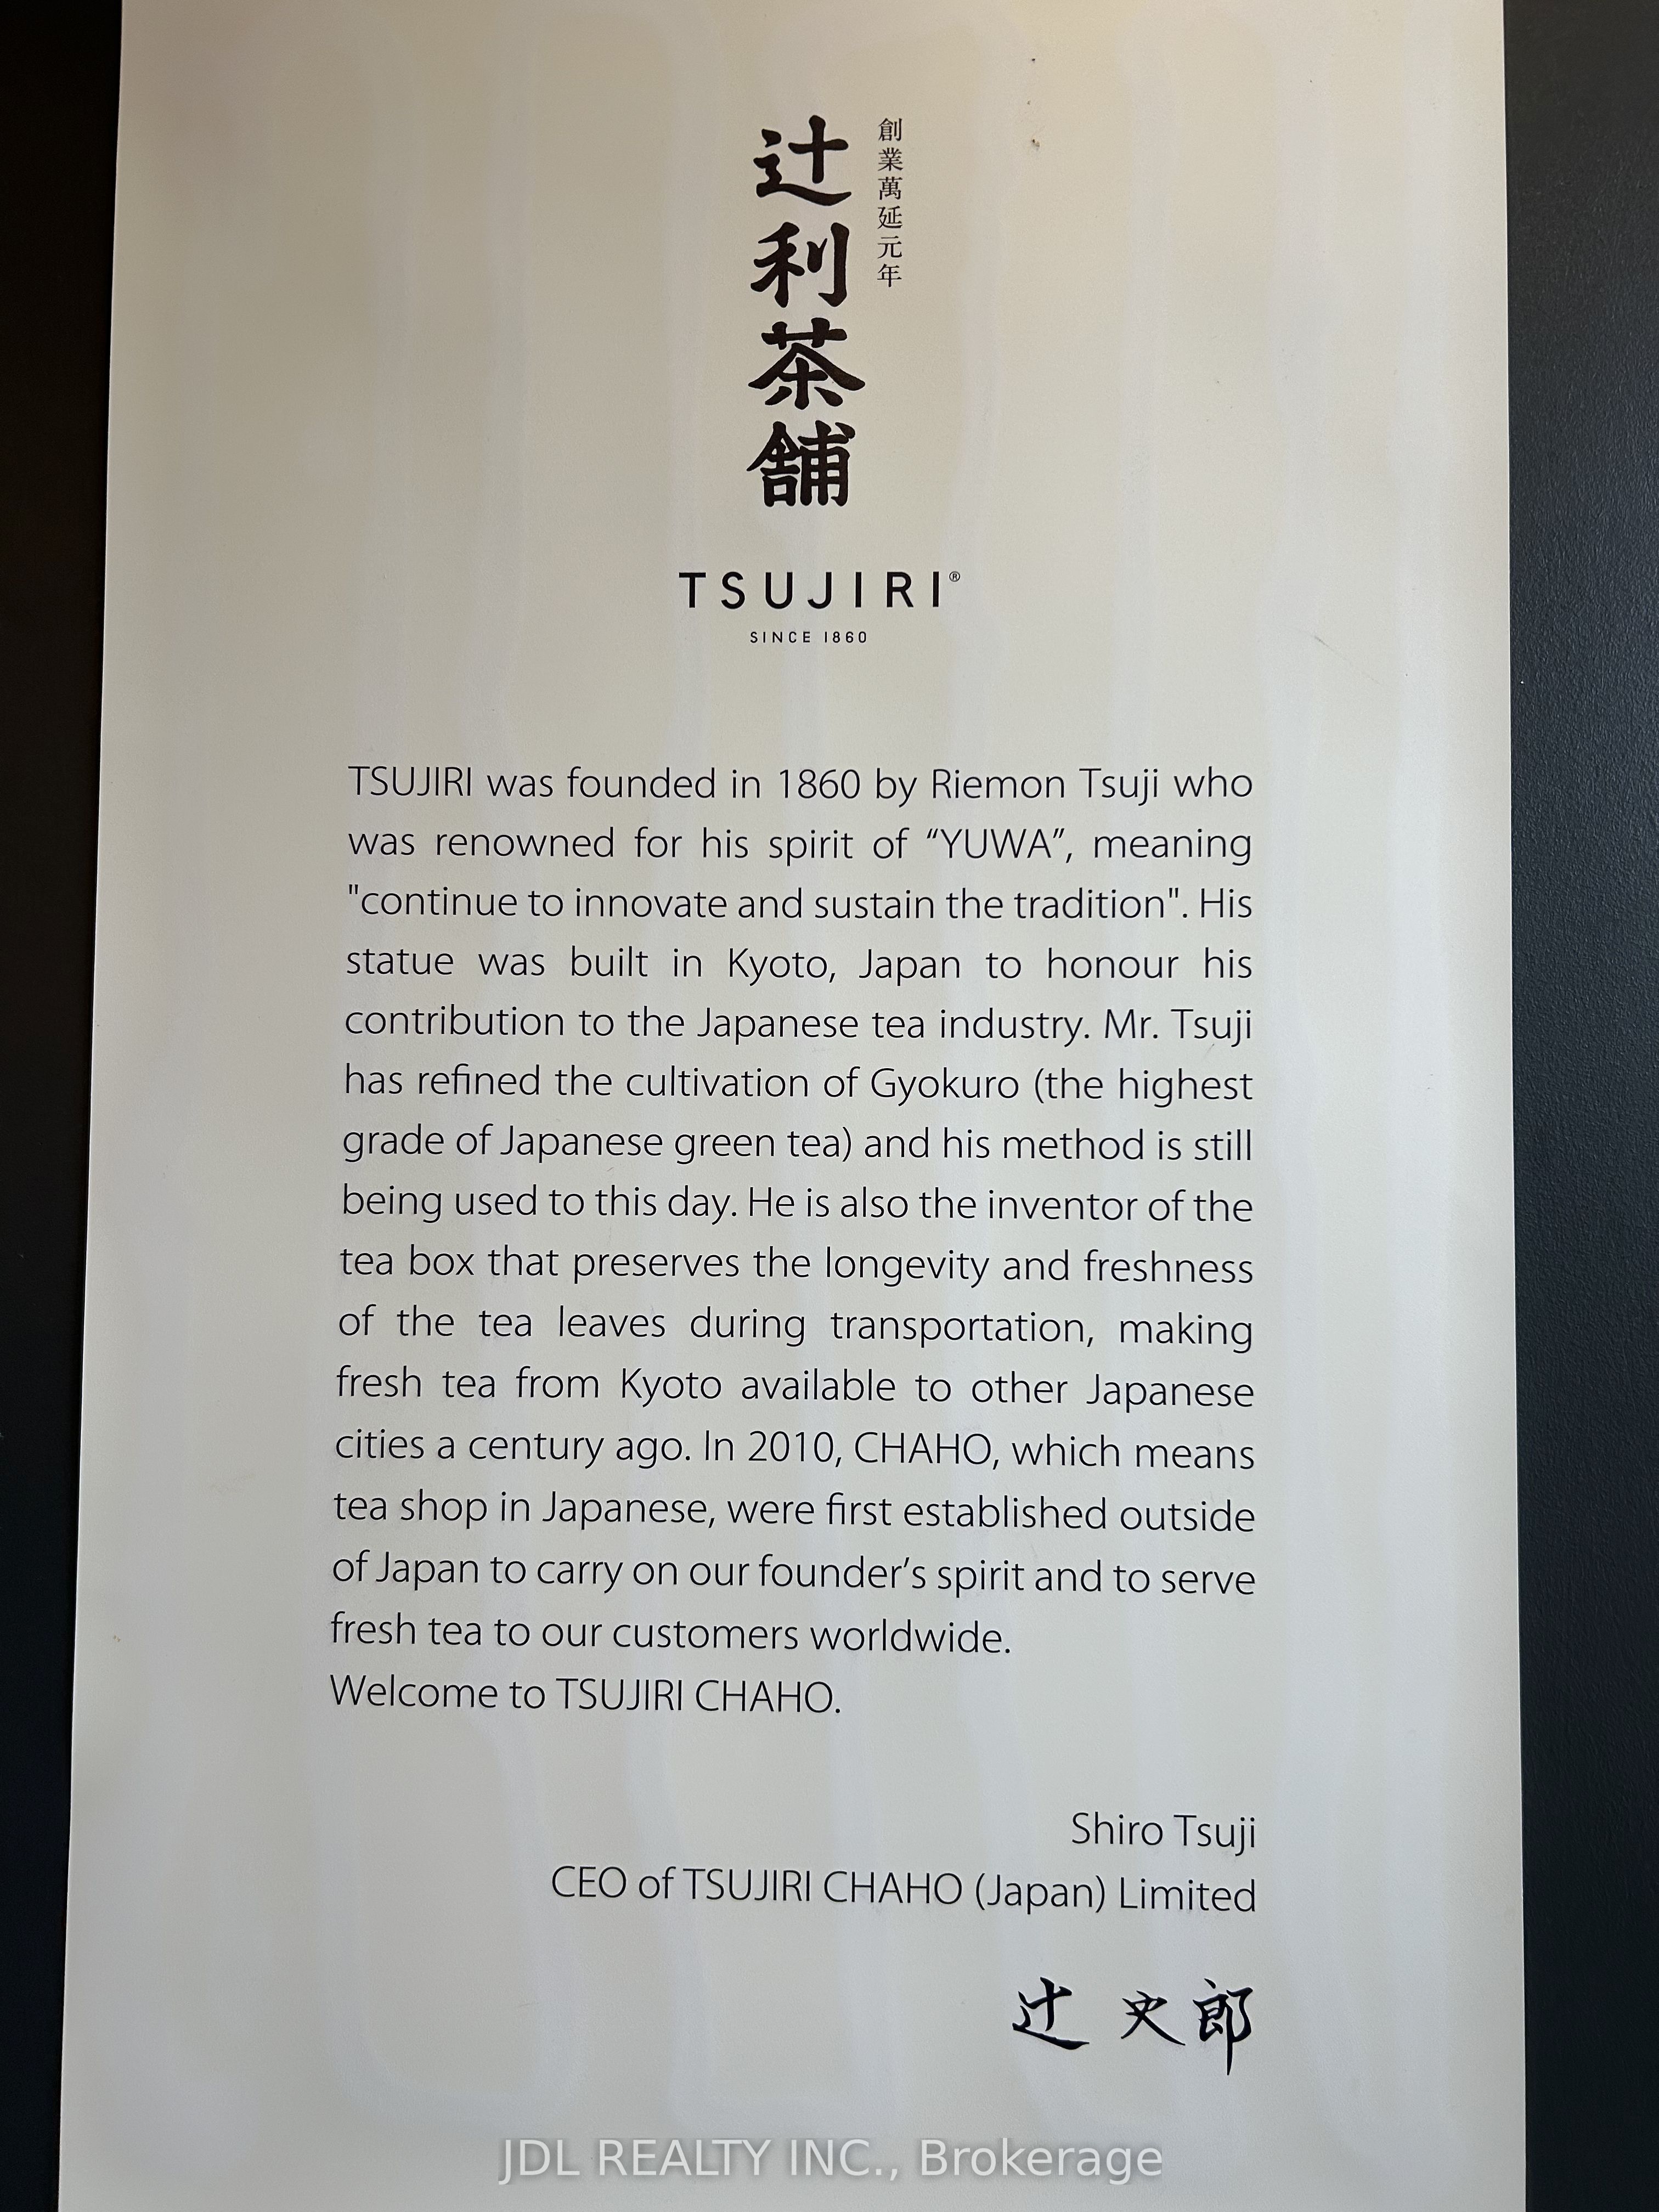 創業萬延元年
辻利茶舗
TSUJIRI®
SINCE 1860
TSUJIRI was founded in 1860 by Riemon Tsuji who
was renowned for his spirit of “YUWA”, meaning
"continue to innovate and sustain the tradition". His
statue was built in Kyoto, Japan to honour his
contribution to the Japanese tea industry. Mr. Tsuji
has refined the cultivation of Gyokuro (the highest
grade of Japanese green tea) and his method is still
being used to this day. He is also the inventor of the
tea box that preserves the longevity and freshness
of the tea leaves during transportation, making
fresh tea from Kyoto available to other Japanese
cities a century ago. In 2010, CHAHO, which means
tea shop in Japanese, were first established outside
of Japan to carry on our founder’s spirit and to serve
fresh tea to our customers worldwide.
Welcome to TSUJIRI CHAHO.
Shiro Tsuji
CEO of TSUJIRI CHAHO (Japan) Limited
辻 史郎
JDL REALTY INC., Brokerage